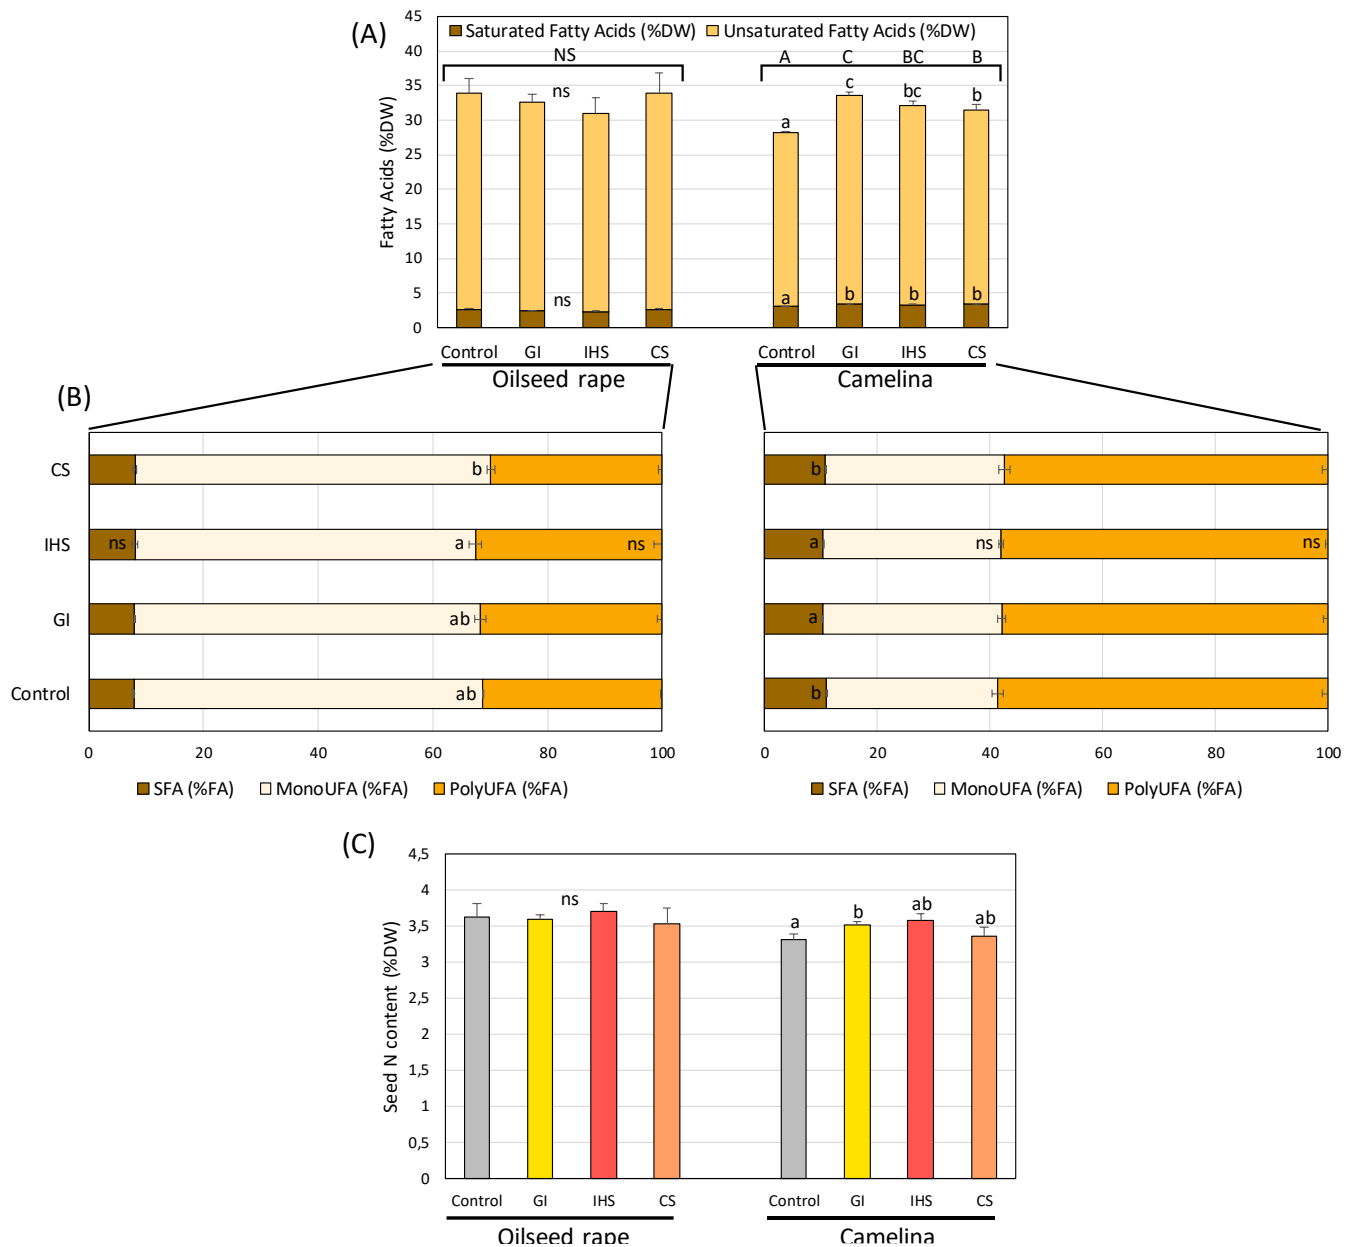 (A)
Saturated Fatty Acids (%DW) Unsaturated Fatty Acids (%DW)
Fatty Acids (%DW)
45
40
35
30
25
20
15
10
5
0
NS
ns
ns
A C BC B
a c bc b
a b b b
Control GI IHS CS Control GI IHS CS
Oilseed rape Camelina
(B)
CS b b
IHS ns a ns a ns ns
GI ab a
Control ab b
0 20 40 60 80 100 0 20 40 60 80 100
SFA (%FA) MonoUFA (%FA) PolyUFA (%FA) SFA (%FA) MonoUFA (%FA) PolyUFA (%FA)
(C)
Seed N content (%DW)
4,5
4
3,5
3
2,5
2
1,5
1
0,5
0
ns a b ab ab
Control GI IHS CS Control GI IHS CS
Oilseed rape Camelina